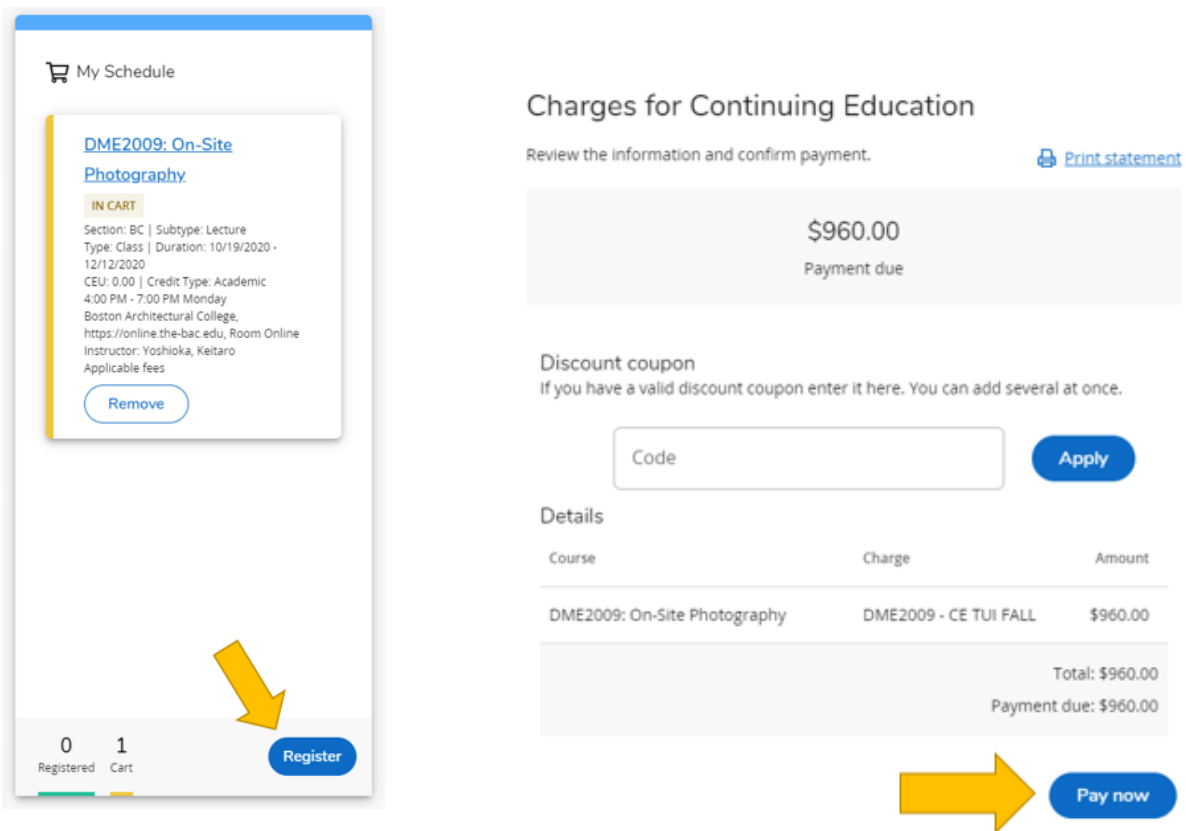 My Schedule
DME2009: On-Site
Photography
IN CART
Section: BC | Subtype: Lecture
Type: Class | Duration: 10/19/2020 -
12/12/2020
CEU: 0.00 | Credit Type: Academic
4:00 PM - 7:00 PM Monday
Boston Architectural College,
https://online.the-bac.edu, Room Online
Instructor: Yoshioka, Keitaro
Applicable fees
Remove
0 1
Registered Cart
Register
Charges for Continuing Education
Review the information and confirm payment.
Print statement
$960.00
Payment due
Discount coupon
If you have a valid discount coupon enter it here. You can add several at once.
Code
Apply
Details
Course Charge Amount
DME2009: On-Site Photography DME2009 - CE TUI FALL $960.00
Total: $960.00
Payment due: $960.00
Pay now